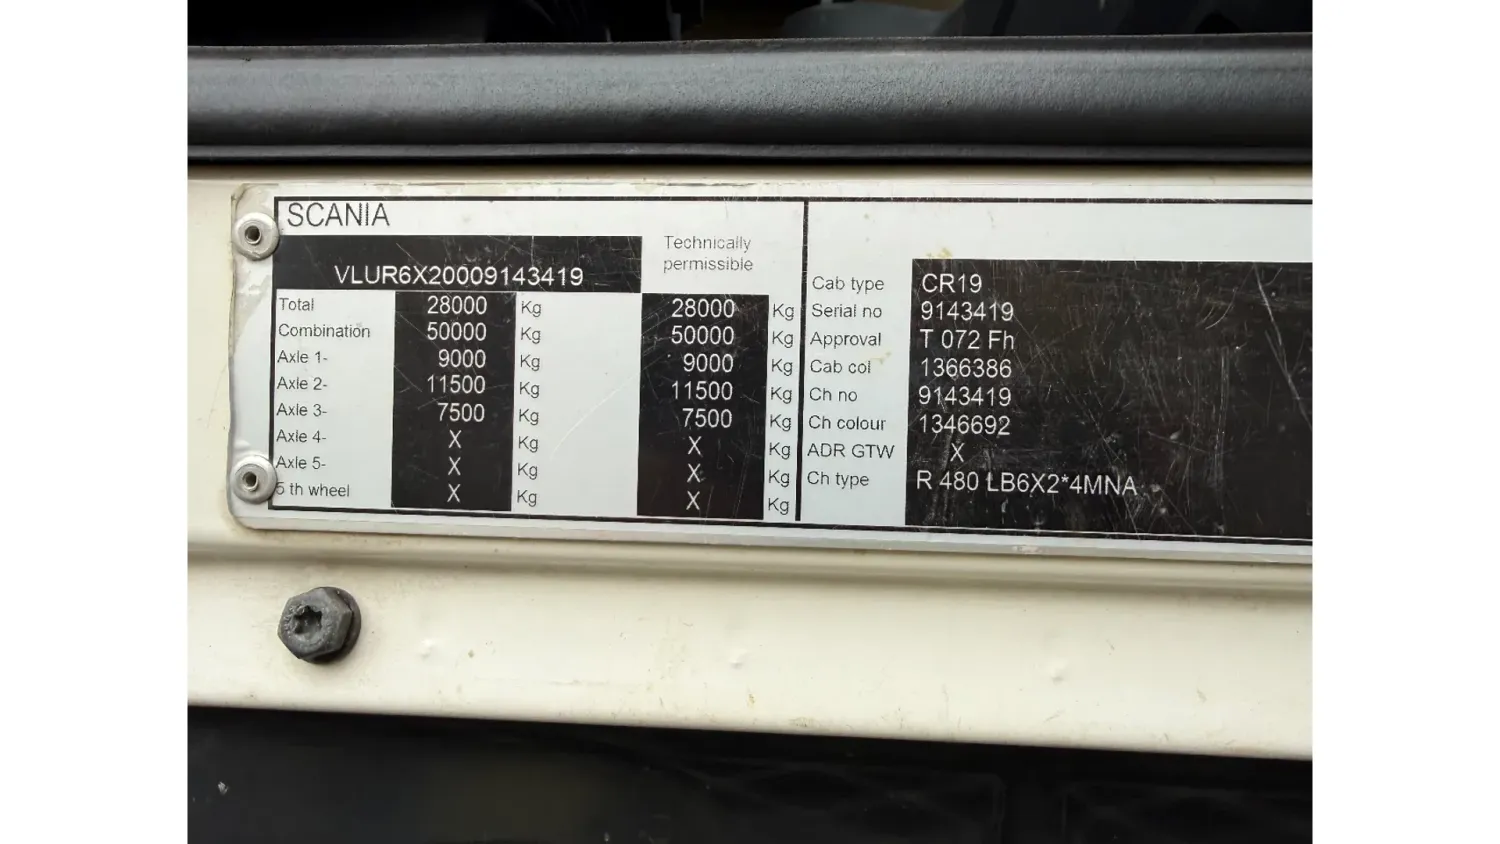 SCANIA
Technically
permissible
VLUR6X20009143419
Total 28000 Kg 28000 Kg
Combination 50000 Kg 50000 Kg
Axle 1- 9000 Kg 9000 Kg
Axle 2- 11500 Kg 11500 Kg
Axle 3- 7500 Kg 7500 Kg
Axle 4- X Kg X Kg
Axle 5- X Kg X Kg
5 th wheel X Kg X Kg
Cab type CR19
Serial no 9143419
Approval T 072 Fh
Cab col 1366386
Ch no 9143419
Ch colour 1346692
ADR GTW X
Ch type R 480 LB6X2*4MNA